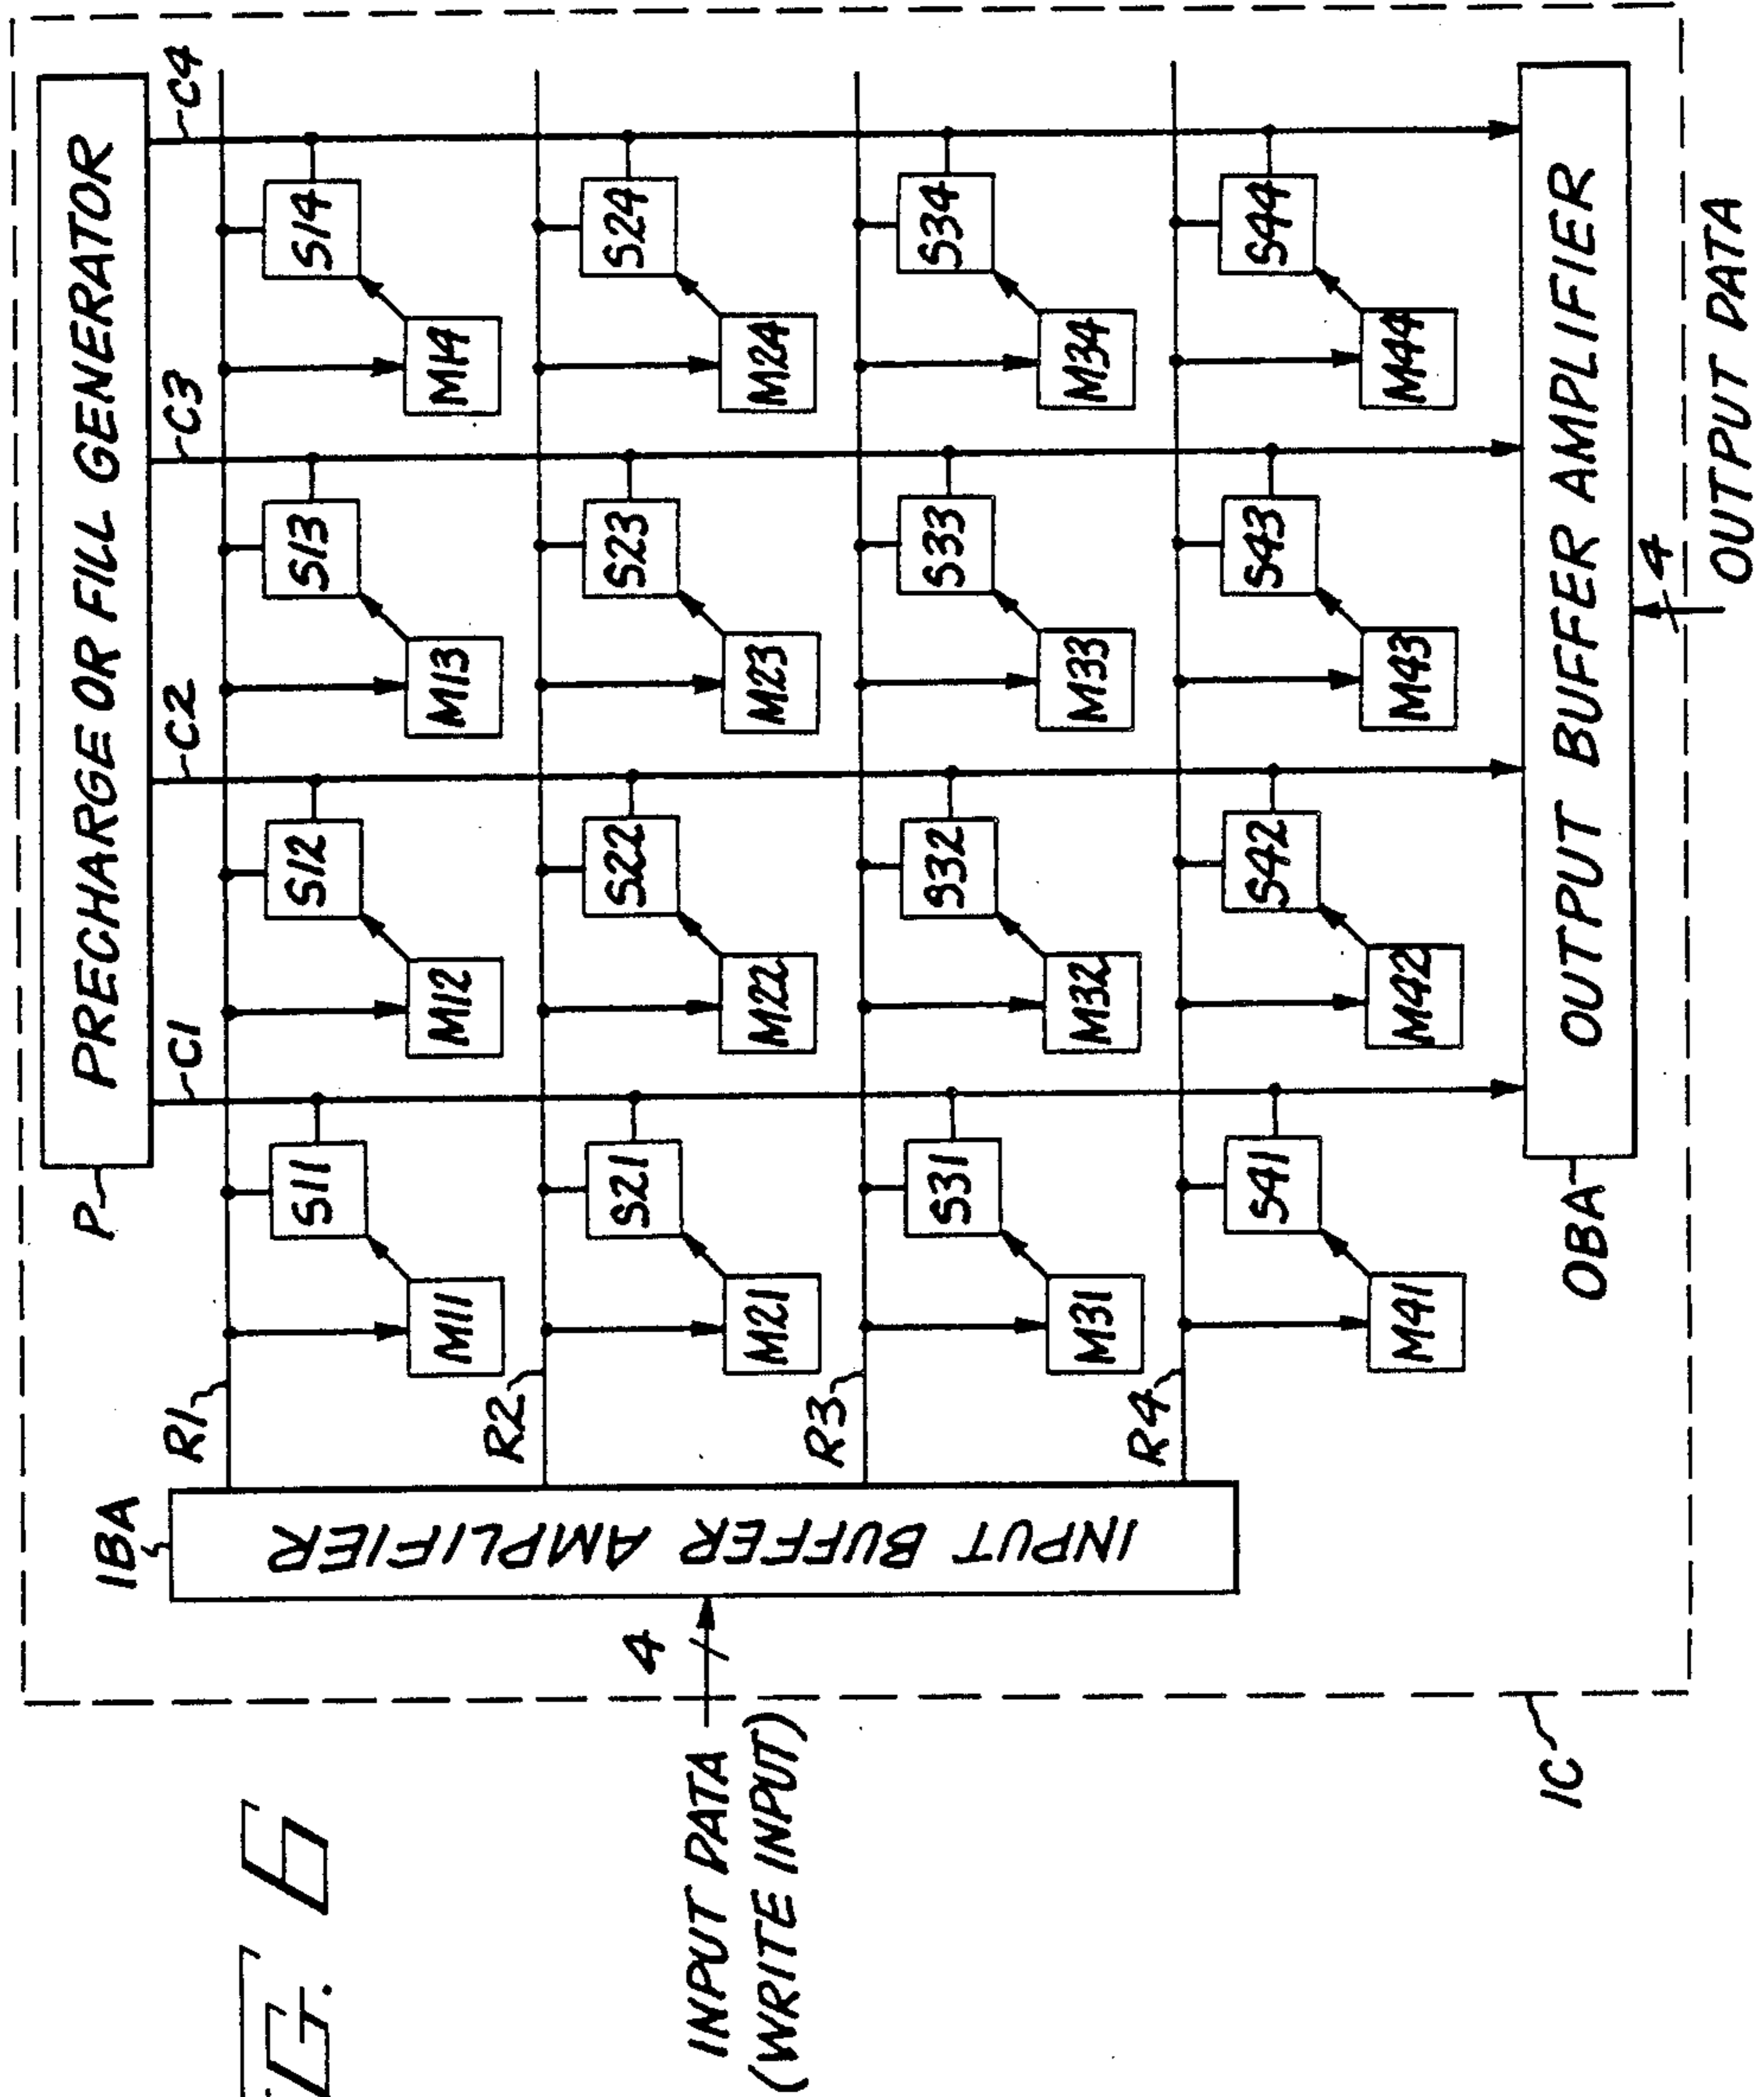 PRECHARGE OR FILL GENERATOR
P
C1
C2
C3
C4
IBA
R1
S11
S12
S13
S14
M11
M12
M13
M14
R2
S21
S22
S23
S24
M21
M22
M23
M24
INPUT BUFFER AMPLIFIER
4
INPUT DATA
(WRITE INPUT)
R3
S31
S32
S33
S34
M31
M32
M33
M34
R4
S41
S42
S43
S44
M41
M42
M43
M44
OBA
OUTPUT BUFFER AMPLIFIER
4
OUTPUT DATA
IC
IG. 6